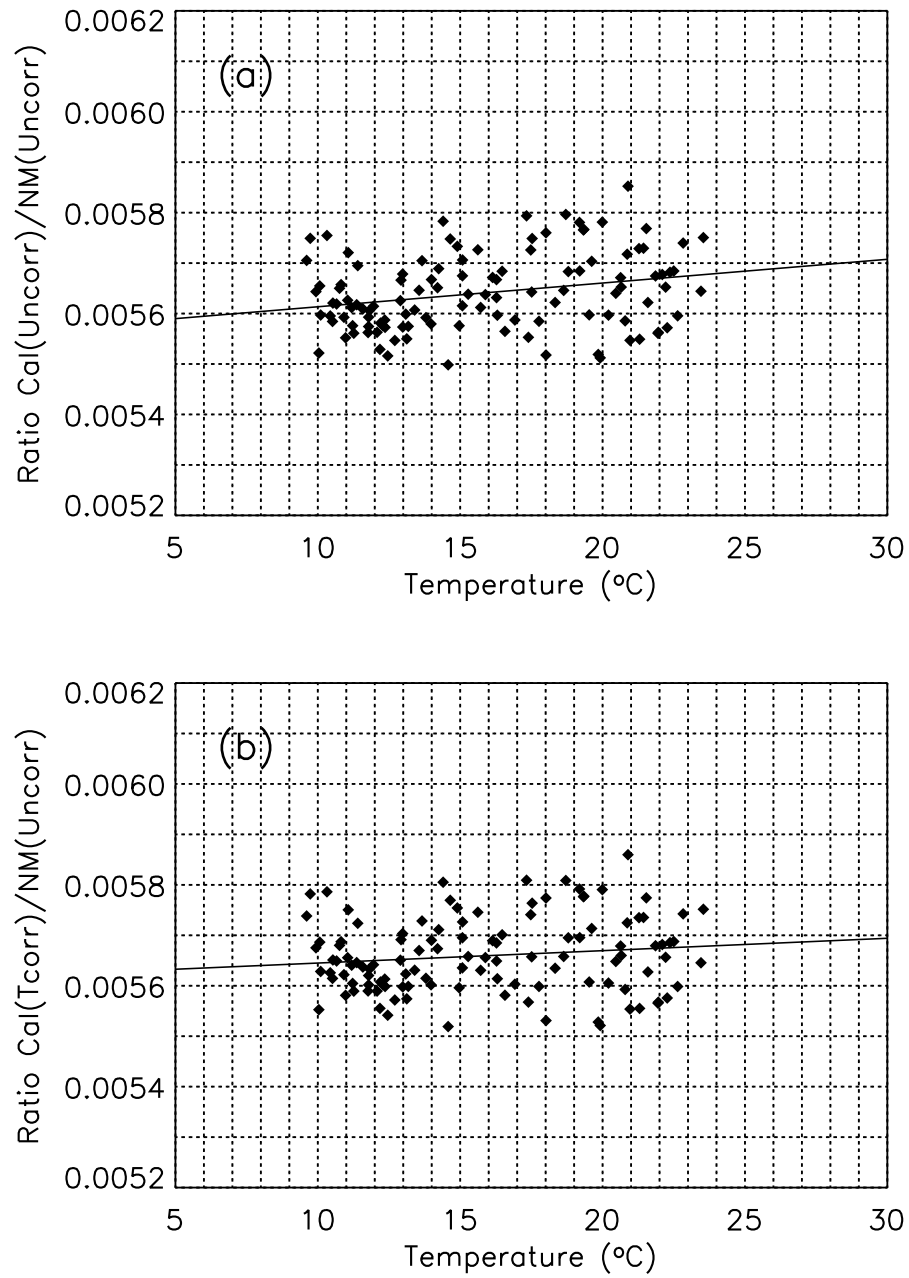 0.0062
(a)
0.0060
0.0058
0.0056
0.0054
0.0052
Ratio Cal(Uncorr)/NM(Uncorr)
5 10 15 20 25 30
Temperature (°C)
0.0062
(b)
0.0060
0.0058
0.0056
0.0054
0.0052
Ratio Cal(Tcorr)/NM(Uncorr)
5 10 15 20 25 30
Temperature (°C)